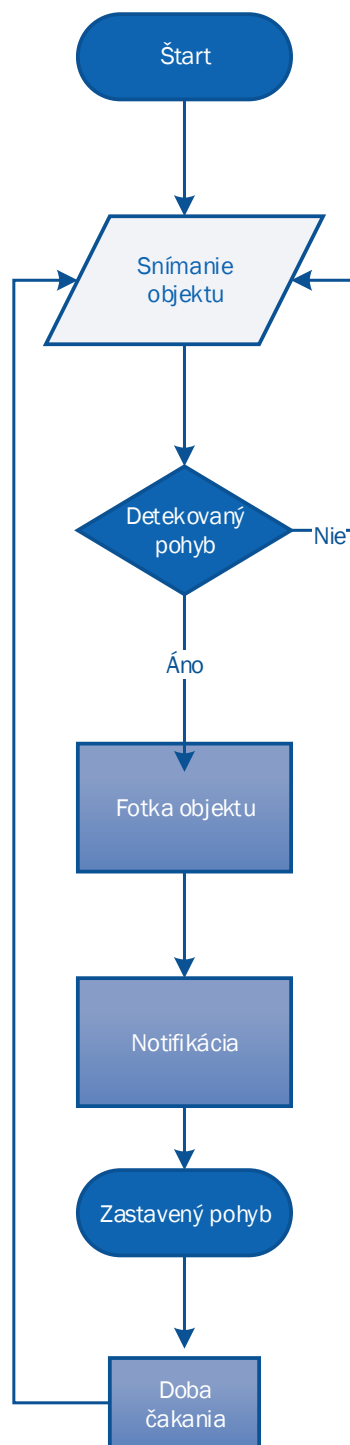 Štart
Snímanie
objektu
Detekovaný
pohyb
Nie
Áno
Fotka objektu
Notifikácia
Zastavený pohyb
Doba
čakania